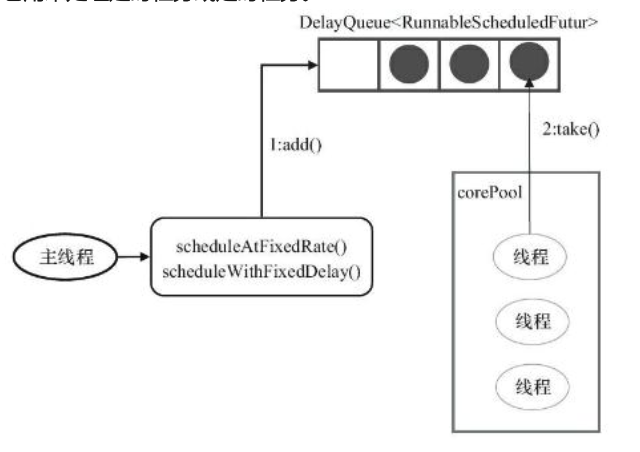 DelayQueue<RunnableScheduledFutur>
1:add()
2:take()
corePool
主线程
scheduleAtFixedRate()
scheduleWithFixedDelay()
线程
线程
线程